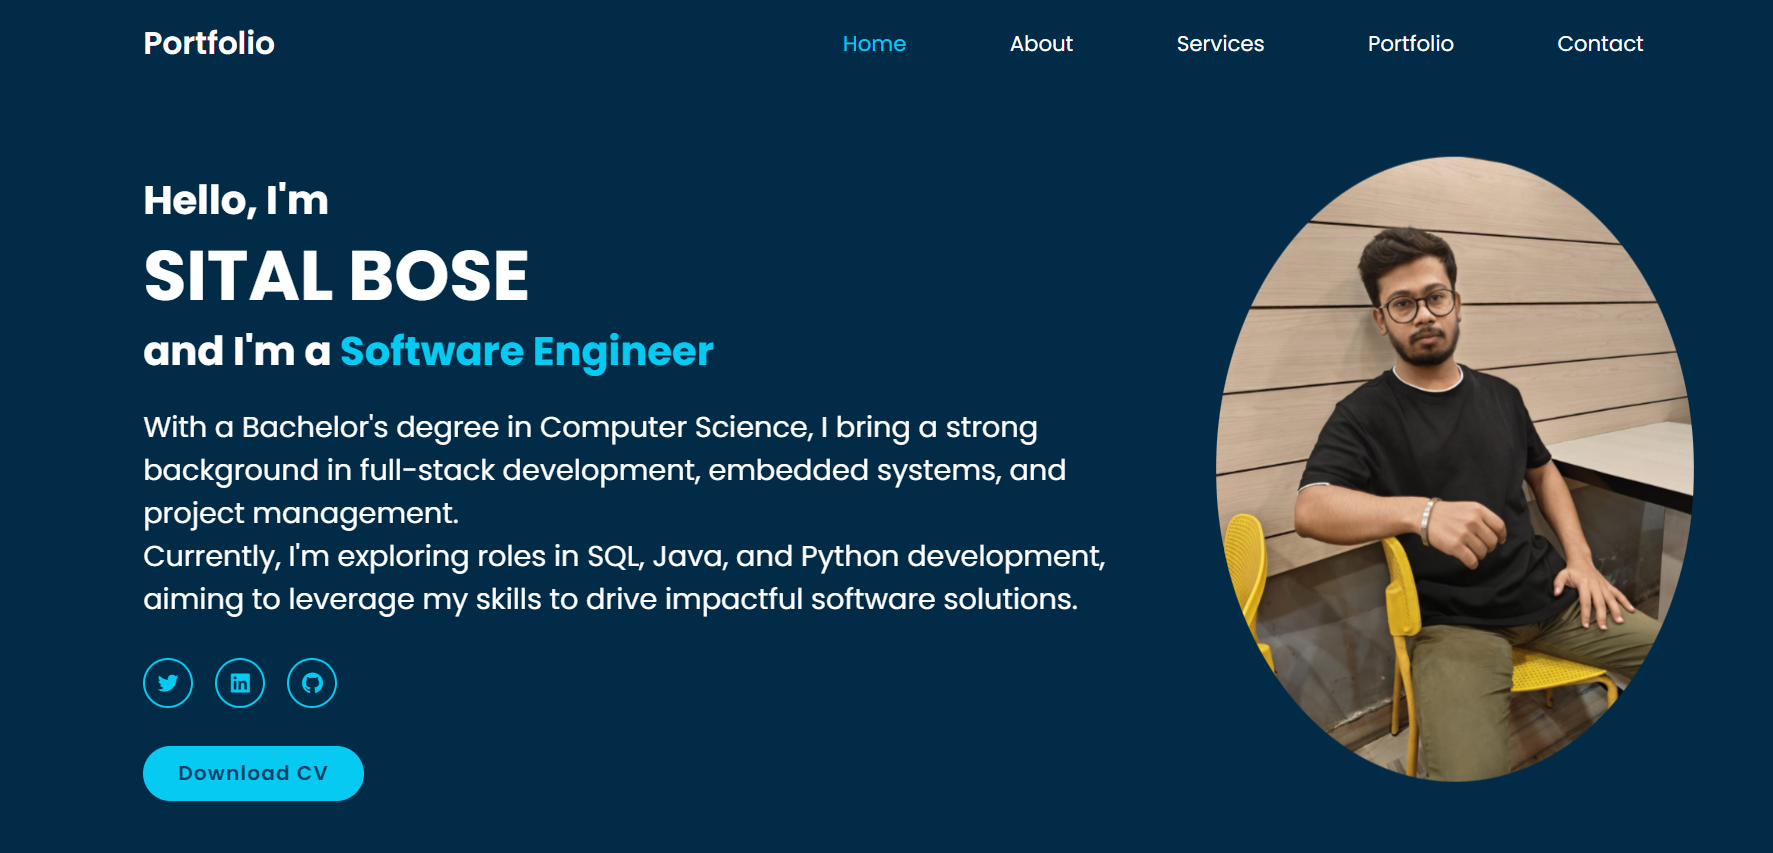 Portfolio
Home About Services Portfolio Contact
Hello, I'm
SITAL BOSE
and I'm a Software Engineer
With a Bachelor's degree in Computer Science, I bring a strong
background in full-stack development, embedded systems, and
project management.
Currently, I'm exploring roles in SQL, Java, and Python development,
aiming to leverage my skills to drive impactful software solutions.
in
Download CV